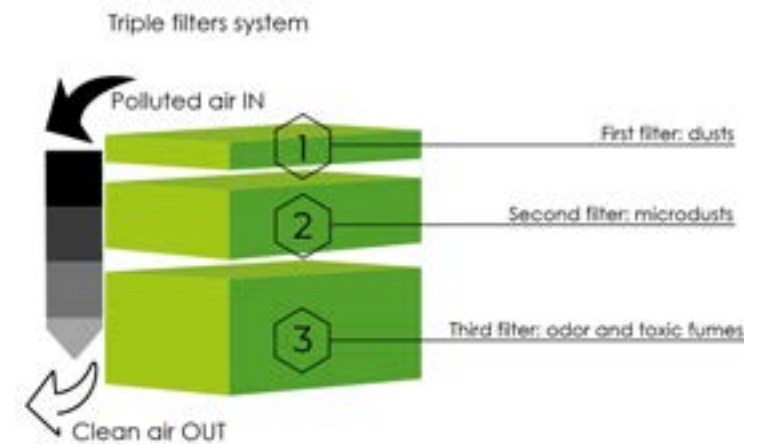 Triple filters system
Polluted air IN
1
First filter: dusts
2
Second filter: microdusts
3
Third filter: odor and toxic fumes
Clean air OUT